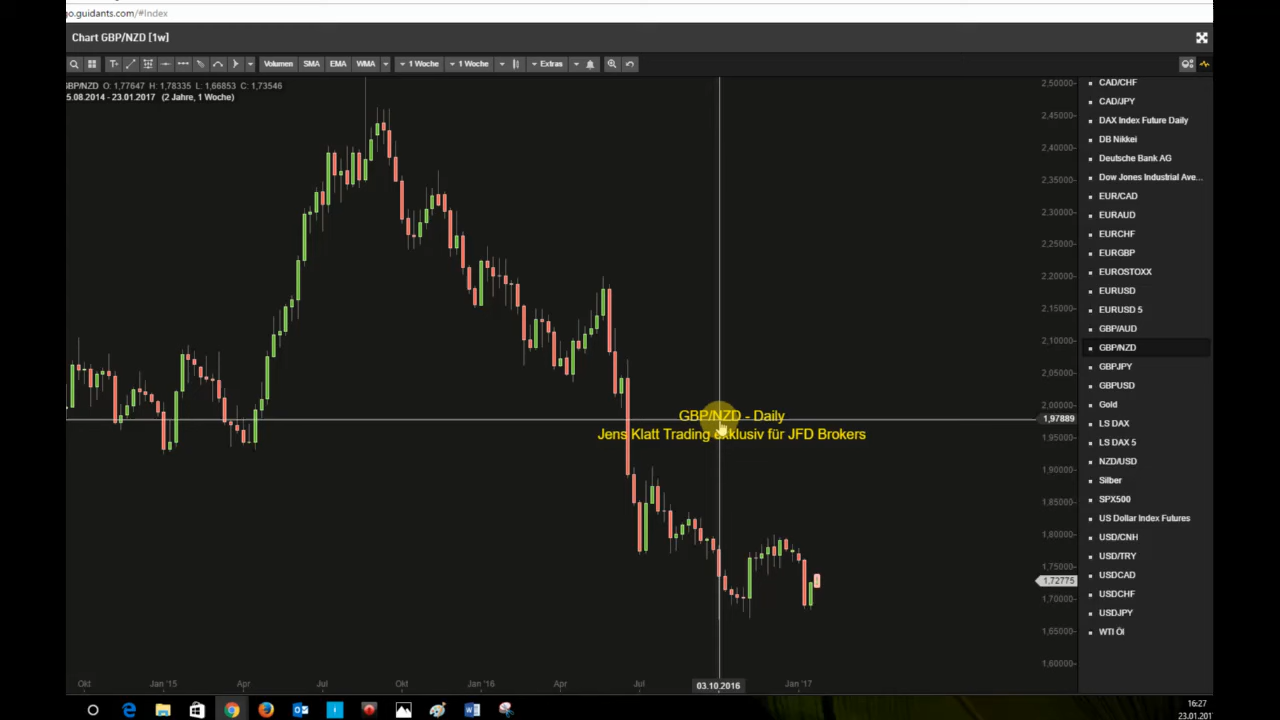 go.guidants.com/#Index
Chart GBP/NZD [1w]
Volumen SMA EMA WMA 1 Woche 1 Woche Extras
GBP/NZD O: 1,77647 H: 1,78335 L: 1,66853 C: 1,73546
5.08.2014 - 23.01.2017 (2 Jahre, 1 Woche)
GBP/NZD - Daily
Jens Klatt Trading exklusiv für JFD Brokers
2,50000
2,45000
2,40000
2,35000
2,30000
2,25000
2,20000
2,15000
2,10000
2,05000
2,00000
1,97889
1,95000
1,90000
1,85000
1,80000
1,75000
1,72775
1,70000
1,65000
1,60000
Okt Jan '15 Apr Jul Okt Jan '16 Apr Jul 03.10.2016 Jan '17
CAD/CHF
CAD/JPY
DAX Index Future Daily
DB Nikkei
Deutsche Bank AG
Dow Jones Industrial Ave...
EUR/CAD
EURAUD
EURCHF
EURGBP
EUROSTOXX
EURUSD
EURUSD 5
GBP/AUD
GBP/NZD
GBPJPY
GBPUSD
Gold
LS DAX
LS DAX 5
NZD/USD
Silber
SPX500
US Dollar Index Futures
USD/CNH
USD/TRY
USDCAD
USDCHF
USDJPY
WTI Öl
16:27
23.01.201